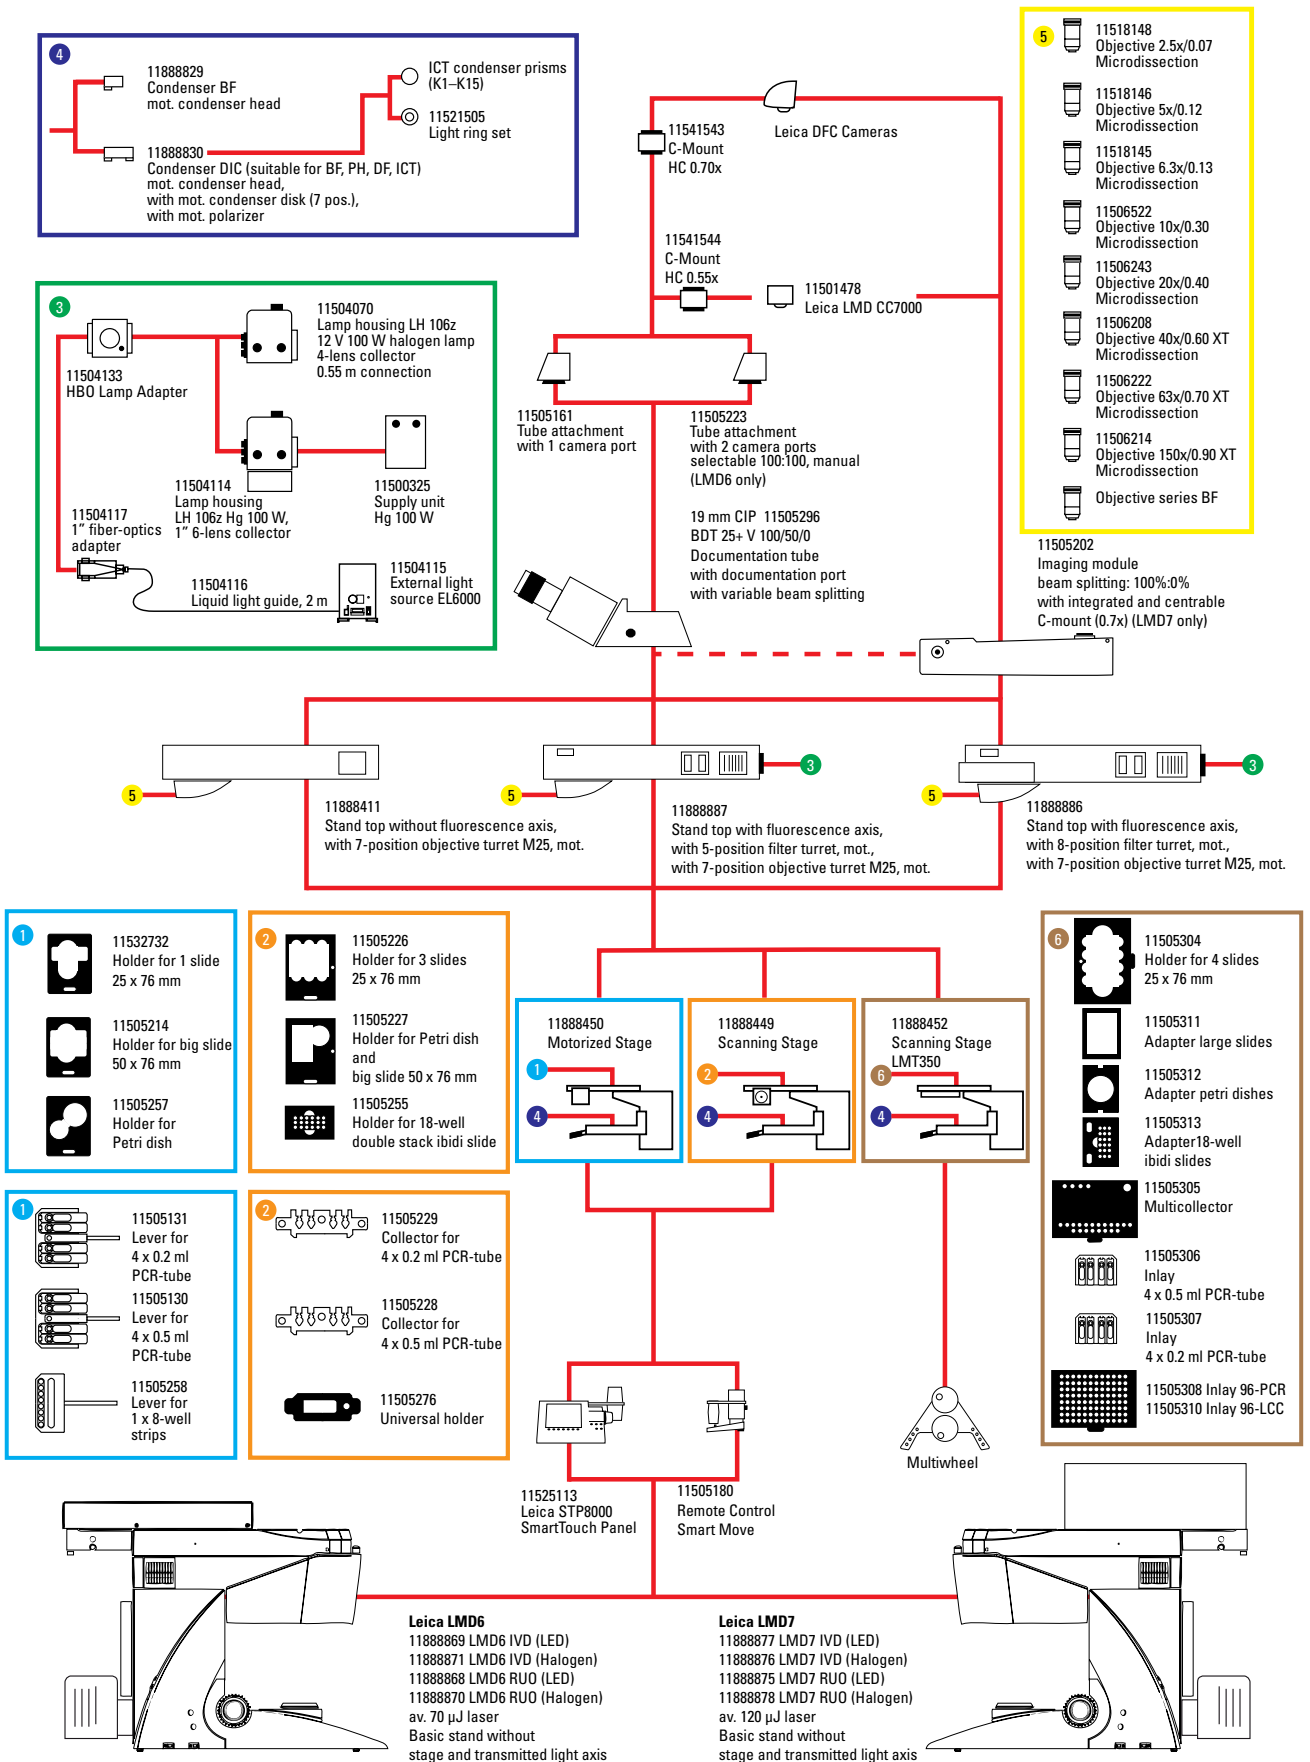 4
11888829
Condenser BF
mot. condenser head
ICT condenser prisms
(K1–K15)
11521505
Light ring set
11888830
Condenser DIC (suitable for BF, PH, DF, ICT)
mot. condenser head,
with mot. condenser disk (7 pos.),
with mot. polarizer
3
11504070
Lamp housing LH 106z
12 V 100 W halogen lamp
4-lens collector
0.55 m connection
11504133
HBO Lamp Adapter
11504114
Lamp housing
LH 106z Hg 100 W,
1” 6-lens collector
11500325
Supply unit
Hg 100 W
11504117
1” fiber-optics
adapter
11504116
Liquid light guide, 2 m
11504115
External light
source EL6000
11541543
C-Mount
HC 0.70x
Leica DFC Cameras
11541544
C-Mount
HC 0.55x
11501478
Leica LMD CC7000
11505161
Tube attachment
with 1 camera port
11505223
Tube attachment
with 2 camera ports
selectable 100:100, manual
(LMD6 only)
19 mm CIP 11505296
BDT 25+ V 100/50/0
Documentation tube
with documentation port
with variable beam splitting
5
11518148
Objective 2.5x/0.07
Microdissection
11518146
Objective 5x/0.12
Microdissection
11518145
Objective 6.3x/0.13
Microdissection
11506522
Objective 10x/0.30
Microdissection
11506243
Objective 20x/0.40
Microdissection
11506208
Objective 40x/0.60 XT
Microdissection
11506222
Objective 63x/0.70 XT
Microdissection
11506214
Objective 150x/0.90 XT
Microdissection
Objective series BF
11505202
Imaging module
beam splitting: 100%:0%
with integrated and centrable
C-mount (0.7x) (LMD7 only)
5
11888411
Stand top without fluorescence axis,
with 7-position objective turret M25, mot.
5
3
11888887
Stand top with fluorescence axis,
with 5-position filter turret, mot.,
with 7-position objective turret M25, mot.
5
3
11888886
Stand top with fluorescence axis,
with 8-position filter turret, mot.,
with 7-position objective turret M25, mot.
1
11532732
Holder for 1 slide
25 x 76 mm
11505214
Holder for big slide
50 x 76 mm
11505257
Holder for
Petri dish
2
11505226
Holder for 3 slides
25 x 76 mm
11505227
Holder for Petri dish
and
big slide 50 x 76 mm
11505255
Holder for 18-well
double stack ibidi slide
11888450
Motorized Stage
1
4
11888449
Scanning Stage
2
4
11888452
Scanning Stage
LMT350
6
4
6
11505304
Holder for 4 slides
25 x 76 mm
11505311
Adapter large slides
11505312
Adapter petri dishes
11505313
Adapter18-well
ibidi slides
11505305
Multicollector
11505306
Inlay
4 x 0.5 ml PCR-tube
11505307
Inlay
4 x 0.2 ml PCR-tube
11505308 Inlay 96-PCR
11505310 Inlay 96-LCC
1
11505131
Lever for
4 x 0.2 ml
PCR-tube
11505130
Lever for
4 x 0.5 ml
PCR-tube
11505258
Lever for
1 x 8-well
strips
2
11505229
Collector for
4 x 0.2 ml PCR-tube
11505228
Collector for
4 x 0.5 ml PCR-tube
11505276
Universal holder
11525113
Leica STP8000
SmartTouch Panel
11505180
Remote Control
Smart Move
Multiwheel
Leica LMD6
11888869 LMD6 IVD (LED)
11888871 LMD6 IVD (Halogen)
11888868 LMD6 RUO (LED)
11888870 LMD6 RUO (Halogen)
av. 70 µJ laser
Basic stand without
stage and transmitted light axis
Leica LMD7
11888877 LMD7 IVD (LED)
11888876 LMD7 IVD (Halogen)
11888875 LMD7 RUO (LED)
11888878 LMD7 RUO (Halogen)
av. 120 µJ laser
Basic stand without
stage and transmitted light axis